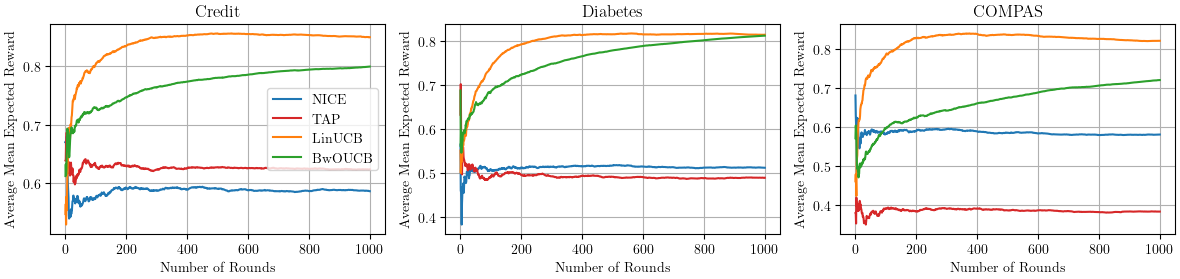 Credit
Average Mean Expected Reward
0.8
0.7
0.6
NICE
TAP
LinUCB
BwOUCB
0 200 400 600 800 1000
Number of Rounds
Diabetes
Average Mean Expected Reward
0.8
0.7
0.6
0.5
0.4
0 200 400 600 800 1000
Number of Rounds
COMPAS
Average Mean Expected Reward
0.8
0.7
0.6
0.5
0.4
0 200 400 600 800 1000
Number of Rounds